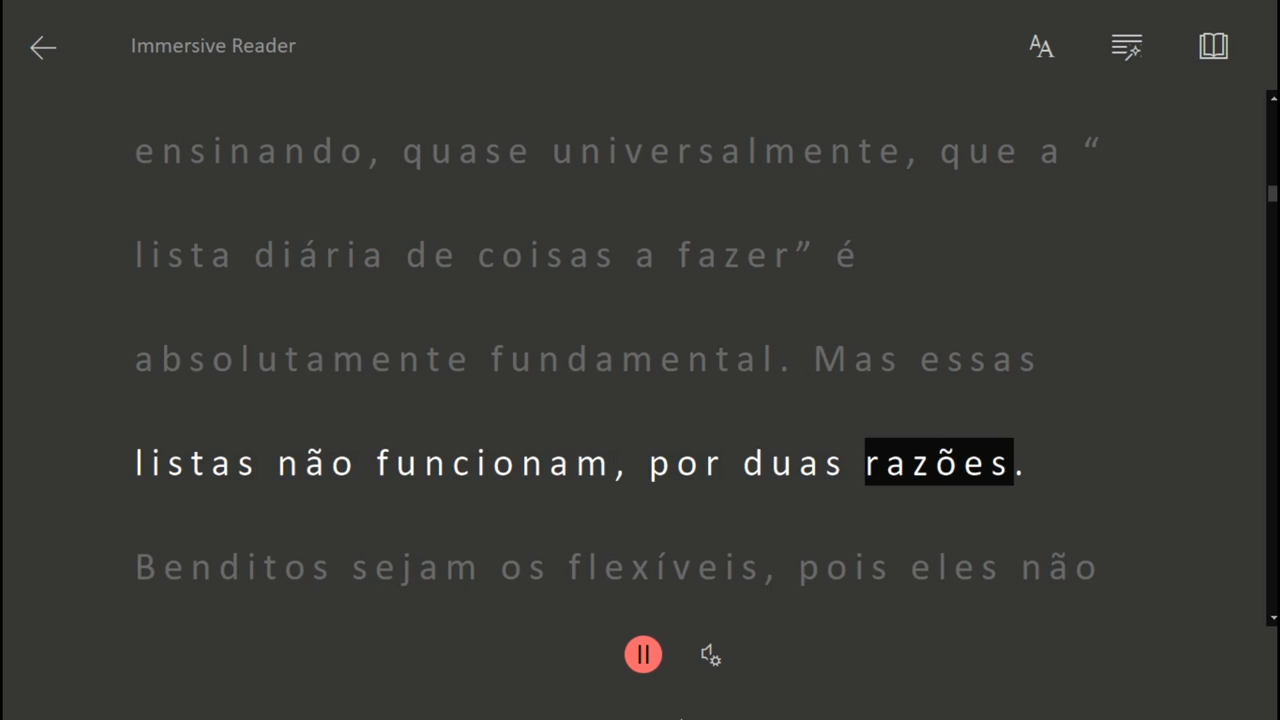 Immersive Reader
ensinando, quase universalmente, que a “
lista diária de coisas a fazer” é
absolutamente fundamental. Mas essas
listas não funcionam, por duas razões.
Benditos sejam os flexíveis, pois eles não